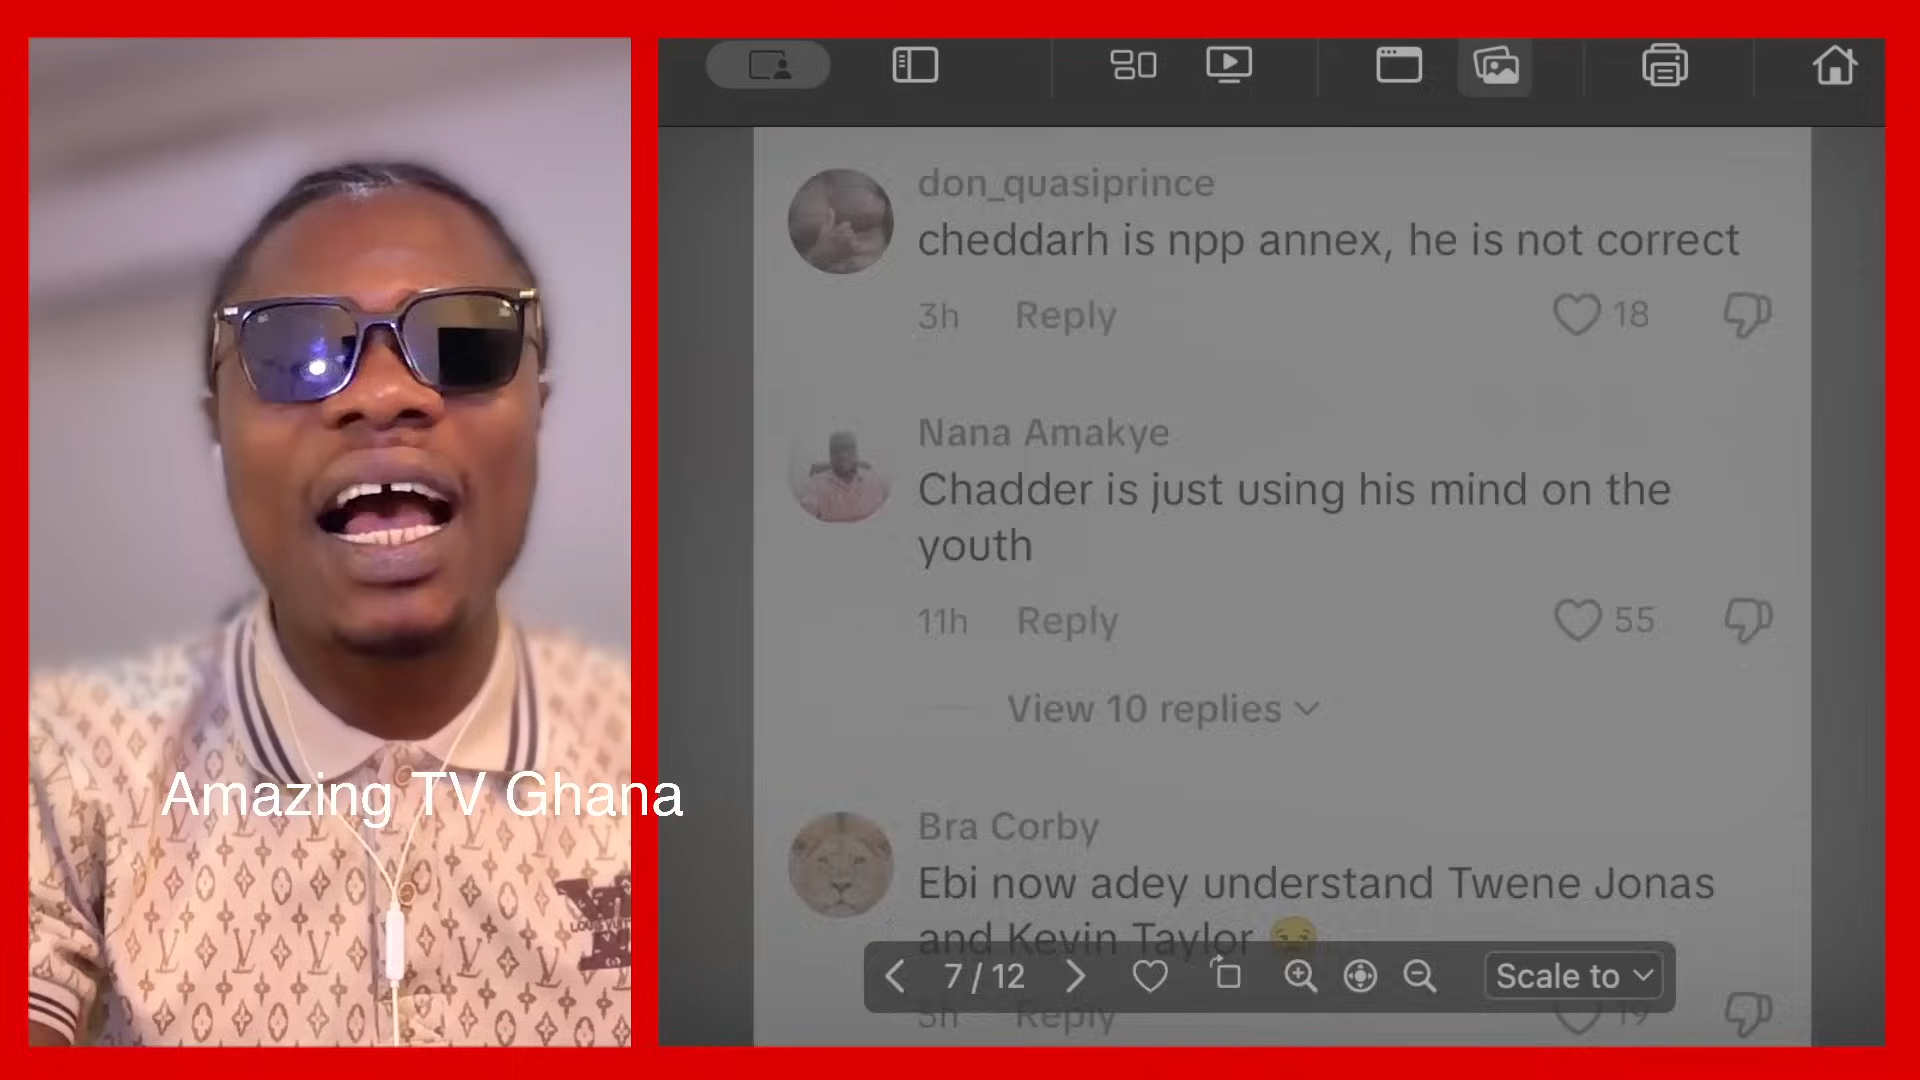 don_quasiprince
cheddarh is npp annex, he is not correct
3h Reply 18
Nana Amakye
Chadder is just using his mind on the
youth
11h Reply 55
View 10 replies
Amazing TV Ghana
Bra Corby
Ebi now adey understand Twene Jonas
and Kevin Taylor 😒
7 / 12 Scale to
3h Reply 19